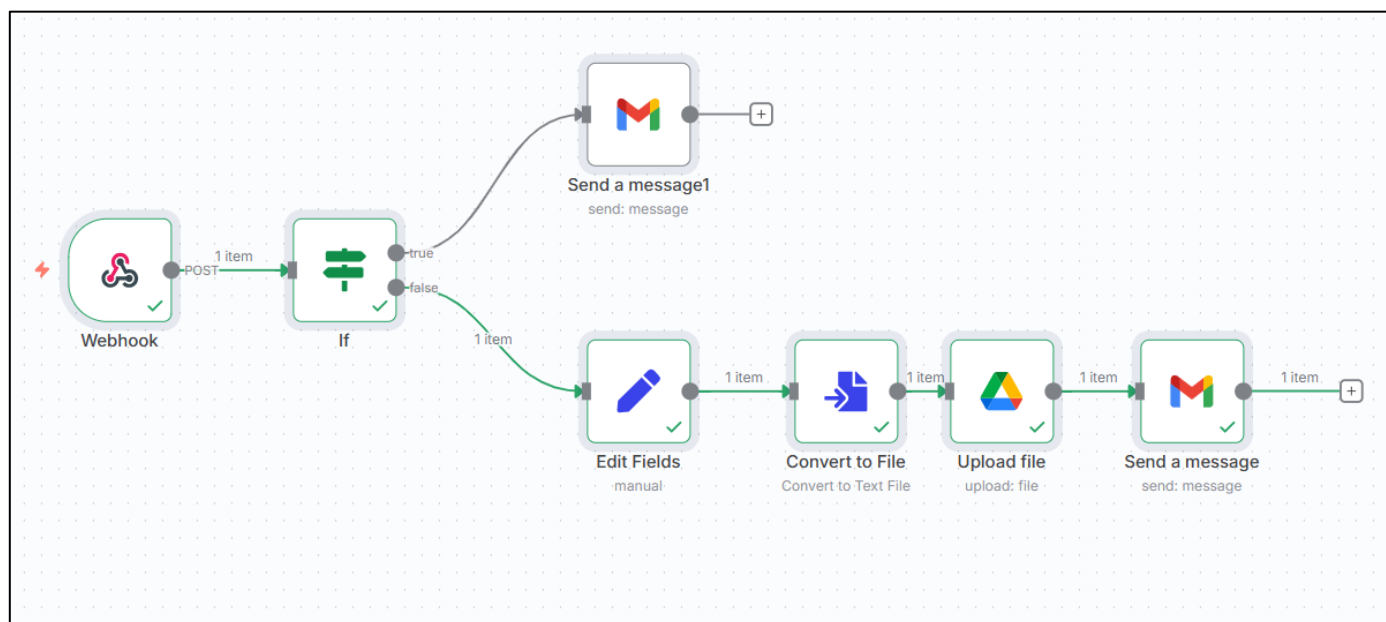 Send a message1
send: message
POST
1 item
true
false
Webhook
If
1 item
1 item
1 item
1 item
1 item
Edit Fields
manual
Convert to File
Convert to Text File
Upload file
upload: file
Send a message
send: message